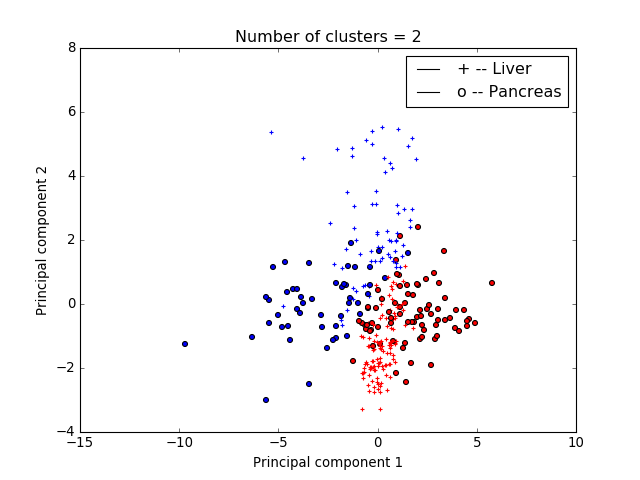 Number of clusters = 2
+ -- Liver
o -- Pancreas
8
6
4
2
0
−2
−4
−15
−10
−5
0
5
10
Principal component 2
Principal component 1